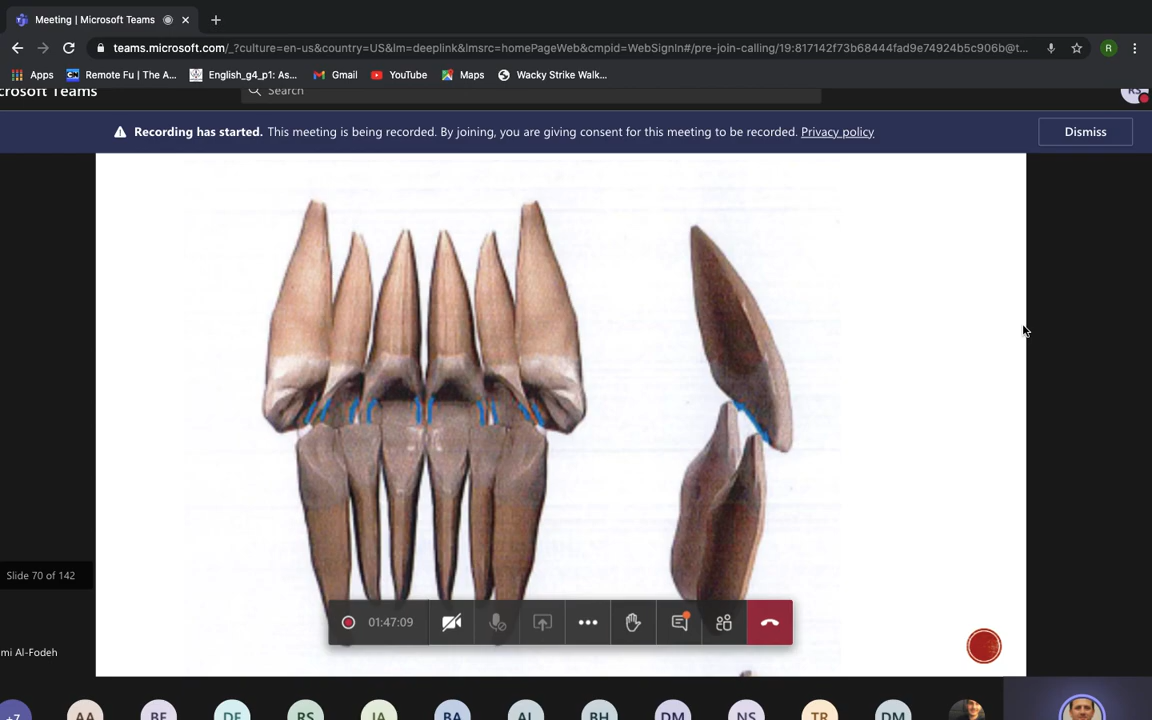 Meeting | Microsoft Teams
teams.microsoft.com/_?culture=en-us&country=US&lm=deeplink&lmsrc=homePageWeb&cmpid=WebSignIn#/pre-join-calling/19:817142f73b68444fad9e74924b5c906b@t...
R
Apps
Remote Fu | The A...
English_g4_p1: As...
Gmail
YouTube
Maps
Wacky Strike Walk...
crosoft Teams
Search
RS
Recording has started. This meeting is being recorded. By joining, you are giving consent for this meeting to be recorded. Privacy policy
Dismiss
Slide 70 of 142
01:47:09
mi Al-Fodeh
+7
AA
BE
DF
RS
JA
BA
AL
BH
DM
NS
TR
DM